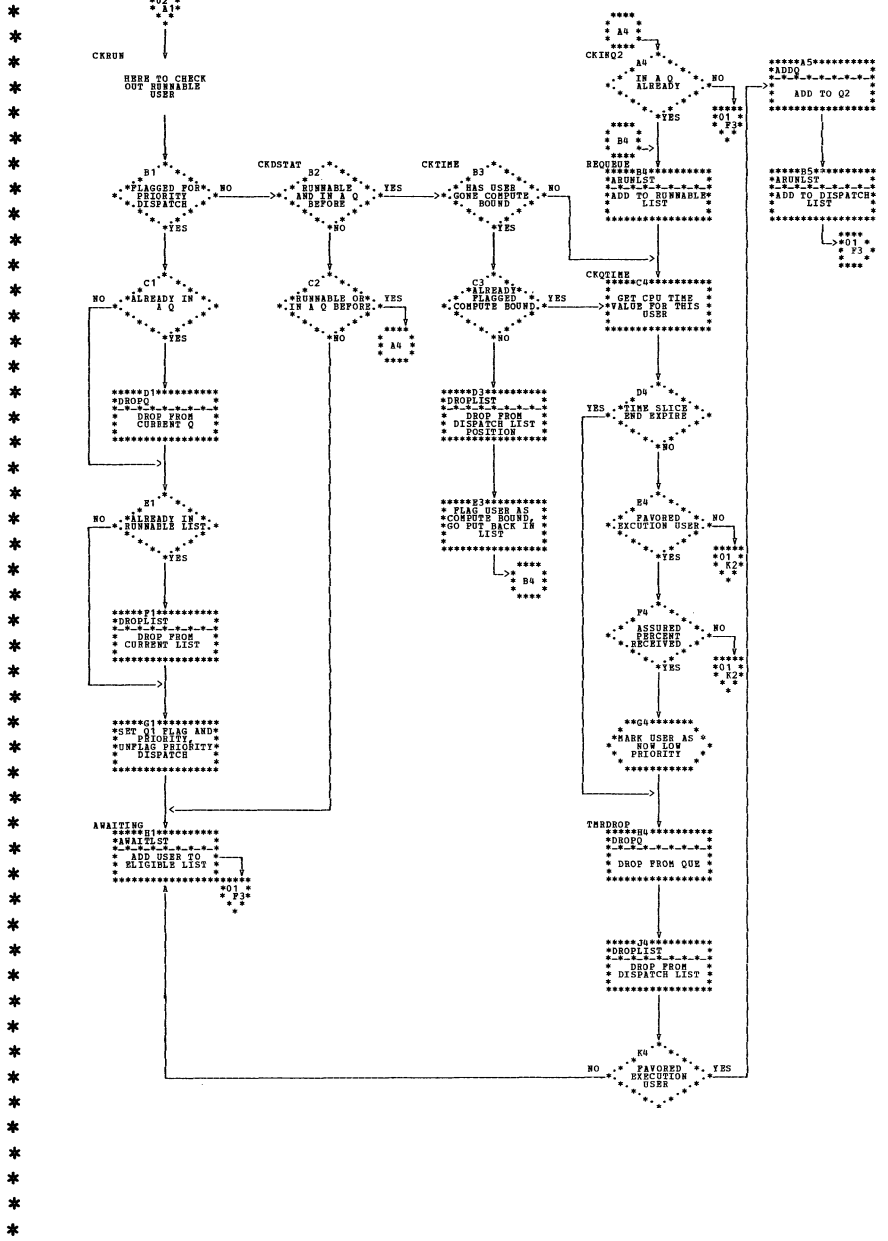 02
A1
CKRUN
HERE TO CHECK
OUT RUNNABLE
USER
B1
FLAGGED FOR
PRIORITY
DISPATCH
NO
YES
C1
NO
ALREADY IN
A Q
YES
D1
DROPQ
DROP FROM
CURRENT Q
E1
NO
ALREADY IN
RUNNABLE LIST
YES
F1
DROPLIST
DROP FROM
CURRENT LIST
G1
SET Q1 FLAG AND
PRIORITY,
UNFLAG PRIORITY
DISPATCH
AWAITING
H1
AWAITLST
ADD USER TO
ELIGIBLE LIST
01
F3
CKDSTAT
B2
RUNNABLE
AND IN A Q
BEFORE
YES
NO
C2
RUNNABLE OR
IN A Q BEFORE
YES
NO
A4
CKTIME
B3
HAS USER
GONE COMPUTE
BOUND
NO
YES
C3
ALREADY
FLAGGED
COMPUTE BOUND
YES
NO
D3
DROPLIST
DROP FROM
DISPATCH LIST
POSITION
E3
FLAG USER AS
COMPUTE BOUND,
GO PUT BACK IN
LIST
B4
A4
CKINQ2
A4
IN A Q
ALREADY
NO
YES
01
F3
B4
REQUEUE
B4
ARUNLST
ADD TO RUNNABLE
LIST
CKQTIME
C4
GET CPU TIME
VALUE FOR THIS
USER
D4
YES
TIME SLICE
END EXPIRE
NO
E4
FAVORED
EXCUTION USER
NO
YES
01
K2
F4
ASSURED
PERCENT
RECEIVED
NO
YES
01
K2
G4
MARK USER AS
NOW LOW
PRIORITY
TMRDROP
H4
DROPQ
DROP FROM QUE
J4
DROPLIST
DROP FROM
DISPATCH LIST
K4
NO
FAVORED
EXECUTION
USER
YES
A5
ADDQ
ADD TO Q2
B5
ARUNLST
ADD TO DISPATCH
LIST
01
F3